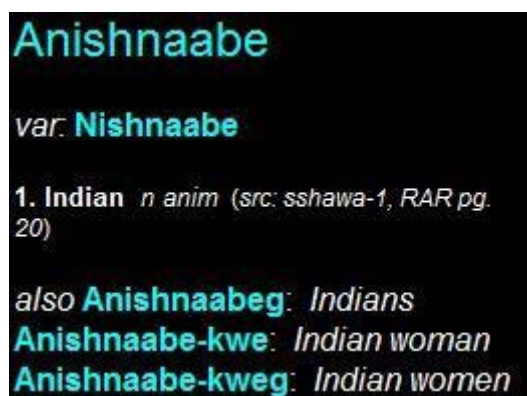 Anishnaabe
var: Nishnaabe
1. Indian n anim (src: sshawa-1, RAR pg.
20)
also Anishnaabeg: Indians
Anishnaabe-kwe: Indian woman
Anishnaabe-kweg: Indian women